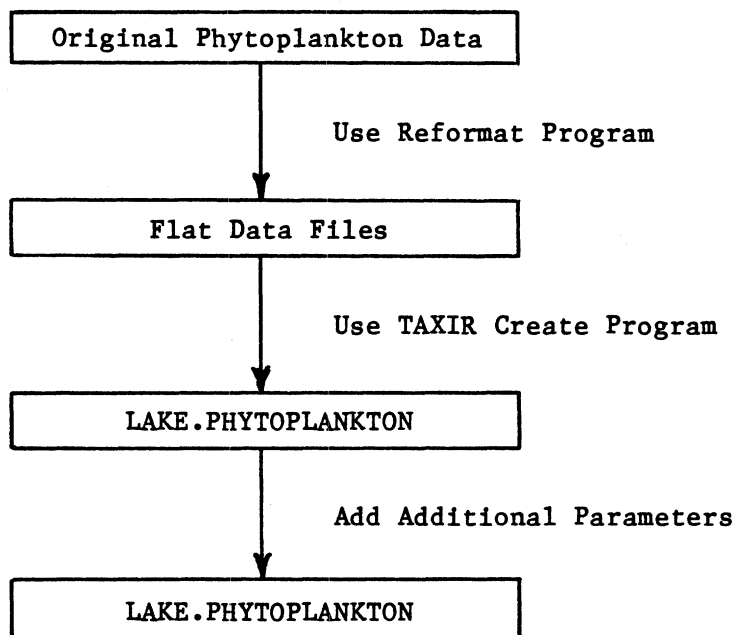 Original Phytoplankton Data
Use Reformat Program
Flat Data Files
Use TAXIR Create Program
LAKE.PHYTOPLANKTON
Add Additional Parameters
LAKE.PHYTOPLANKTON